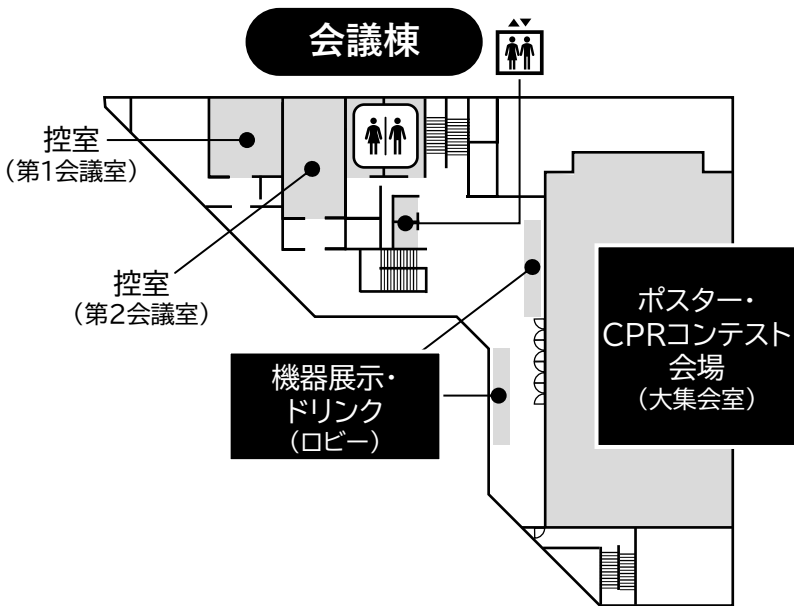 会議棟
控室
（第1会議室）
控室
（第2会議室）
機器展示・
ドリンク
（ロビー）
ポスター・
CPRコンテスト
会場
（大集会室）